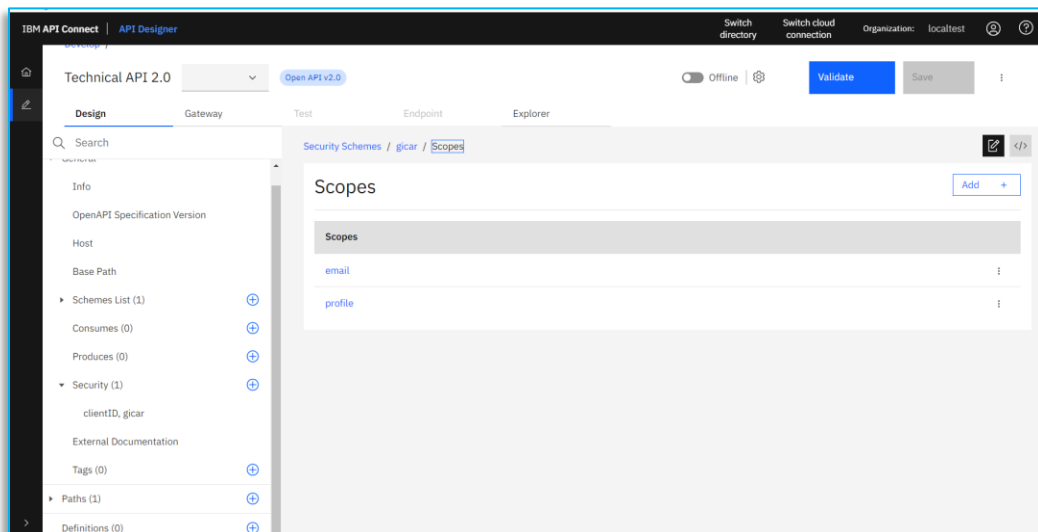 IBM API Connect | API Designer
Switch directory
Switch cloud connection
Organization: localtest
Develop /
Technical API 2.0
Open API v2.0
Offline
Validate
Save
Design Gateway Test Endpoint Explorer
Search
General
Info
OpenAPI Specification Version
Host
Base Path
Schemes List (1)
Consumes (0)
Produces (0)
Security (1)
clientID, gicar
External Documentation
Tags (0)
Paths (1)
Definitions (0)
Security Schemes / gicar / Scopes
</>
Scopes
Add +
Scopes
email
profile